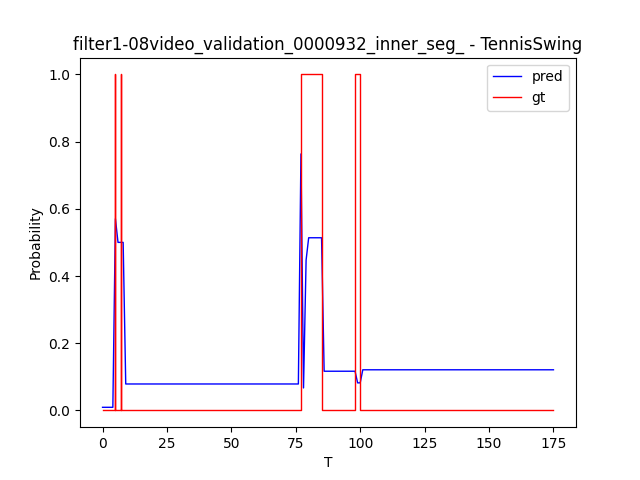 filter1-08video_validation_0000932_inner_seg_ - TennisSwing
pred
gt
1.0
0.8
0.6
0.4
0.2
0.0
Probability
0 25 50 75 100 125 150 175
T